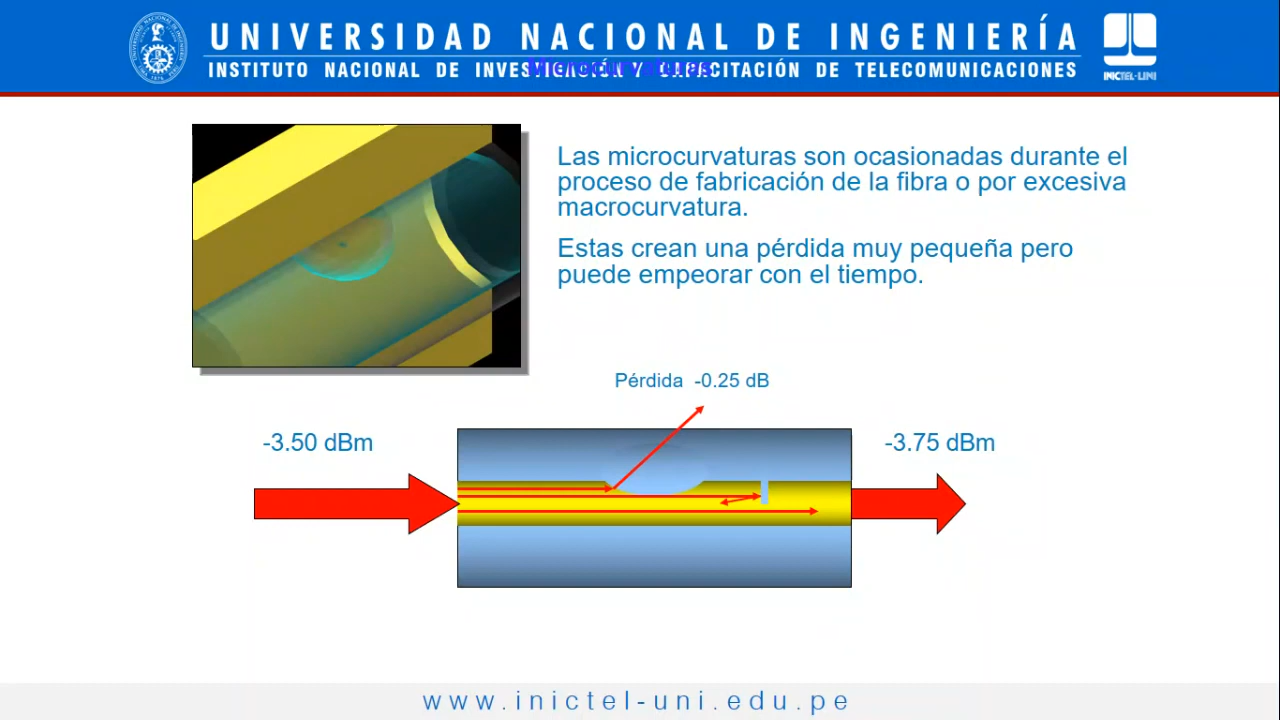 UNIVERSIDAD NACIONAL DE INGENIERÍA
INSTITUTO NACIONAL DE INVESTIGACIÓN Y CAPACITACIÓN DE TELECOMUNICACIONES
Microcurvaturas
INICTEL-UNI
Las microcurvaturas son ocasionadas durante el
proceso de fabricación de la fibra o por excesiva
macrocurvatura.
Estas crean una pérdida muy pequeña pero
puede empeorar con el tiempo.
Pérdida -0.25 dB
-3.50 dBm
-3.75 dBm
www.inictel-uni.edu.pe